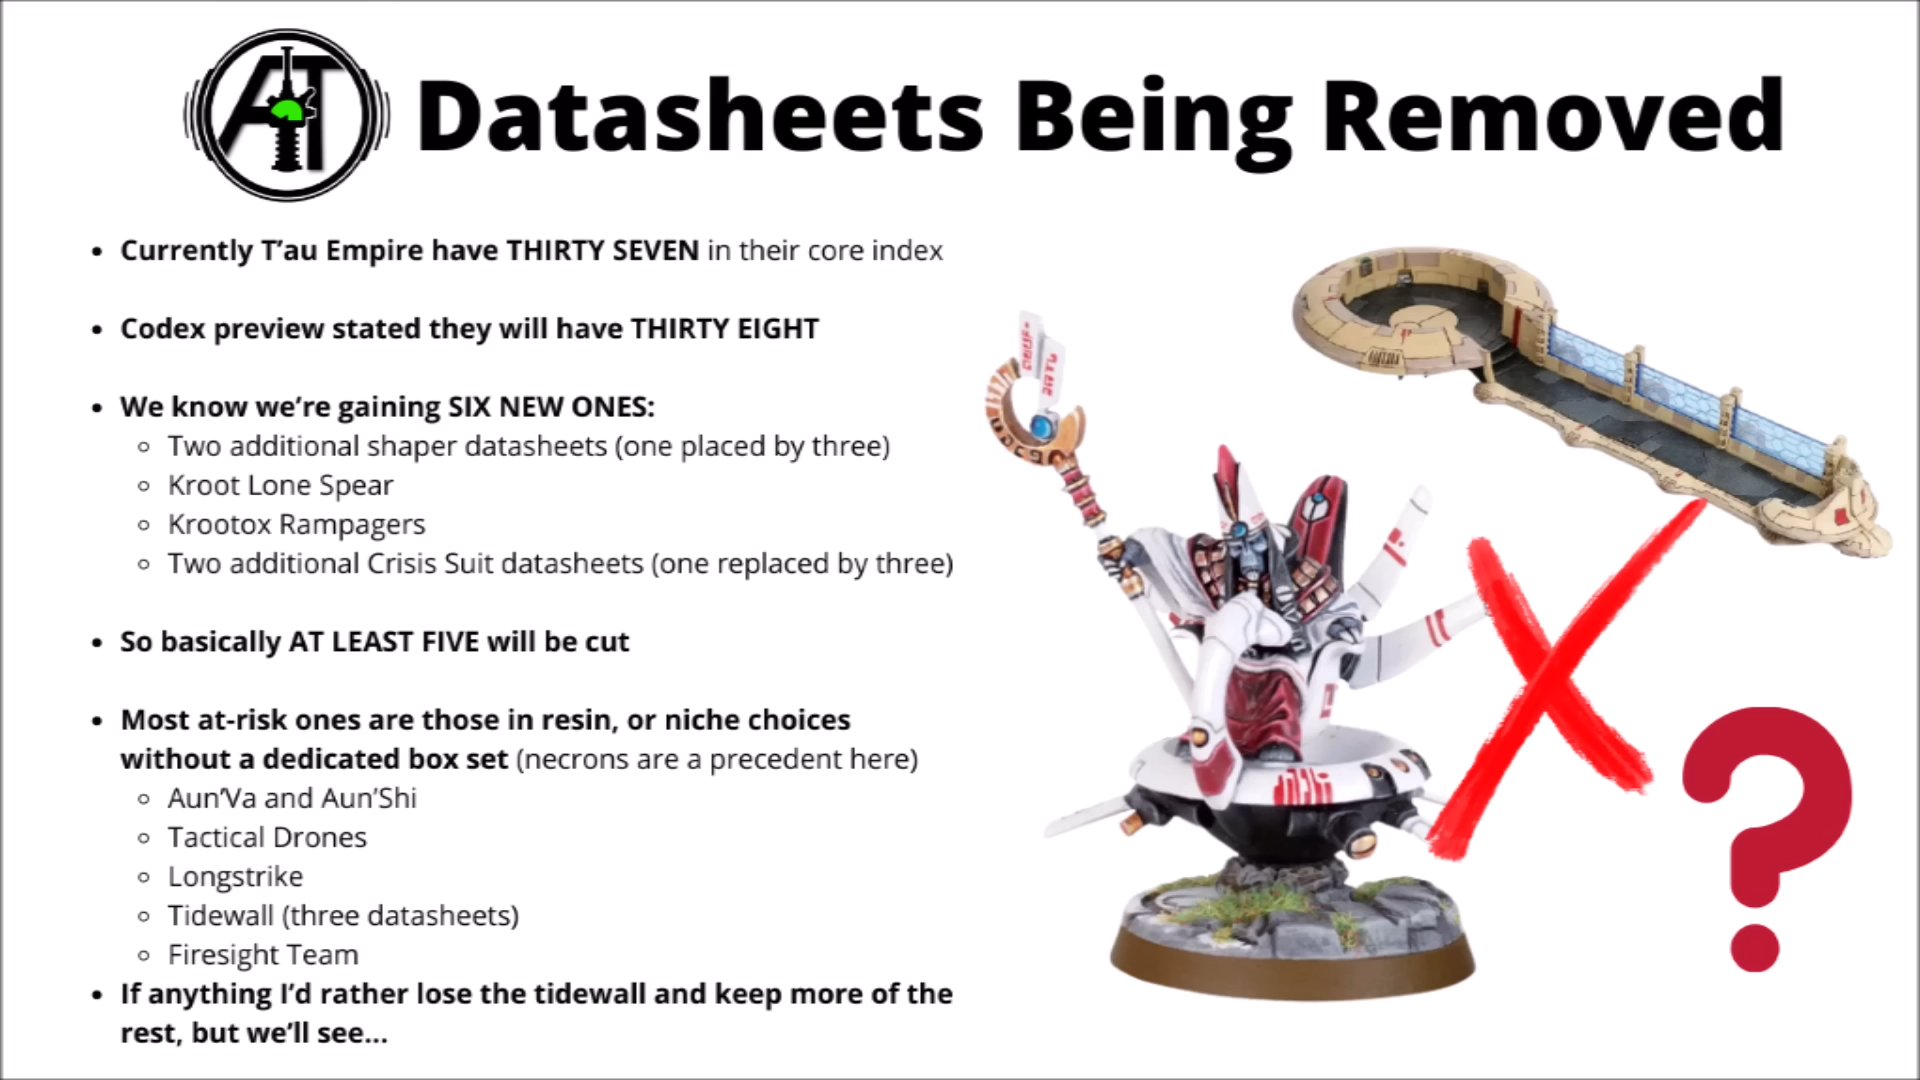 AT Datasheets Being Removed
• Currently T'au Empire have THIRTY SEVEN in their core index
• Codex preview stated they will have THIRTY EIGHT
• We know we're gaining SIX NEW ONES:
○ Two additional shaper datasheets (one placed by three)
○ Kroot Lone Spear
○ Krootox Rampagers
○ Two additional Crisis Suit datasheets (one replaced by three)
• So basically AT LEAST FIVE will be cut
• Most at-risk ones are those in resin, or niche choices
without a dedicated box set (necrons are a precedent here)
○ Aun'Va and Aun'Shi
○ Tactical Drones
○ Longstrike
○ Tidewall (three datasheets)
○ Firesight Team
• If anything I'd rather lose the tidewall and keep more of the
rest, but we'll see...
?